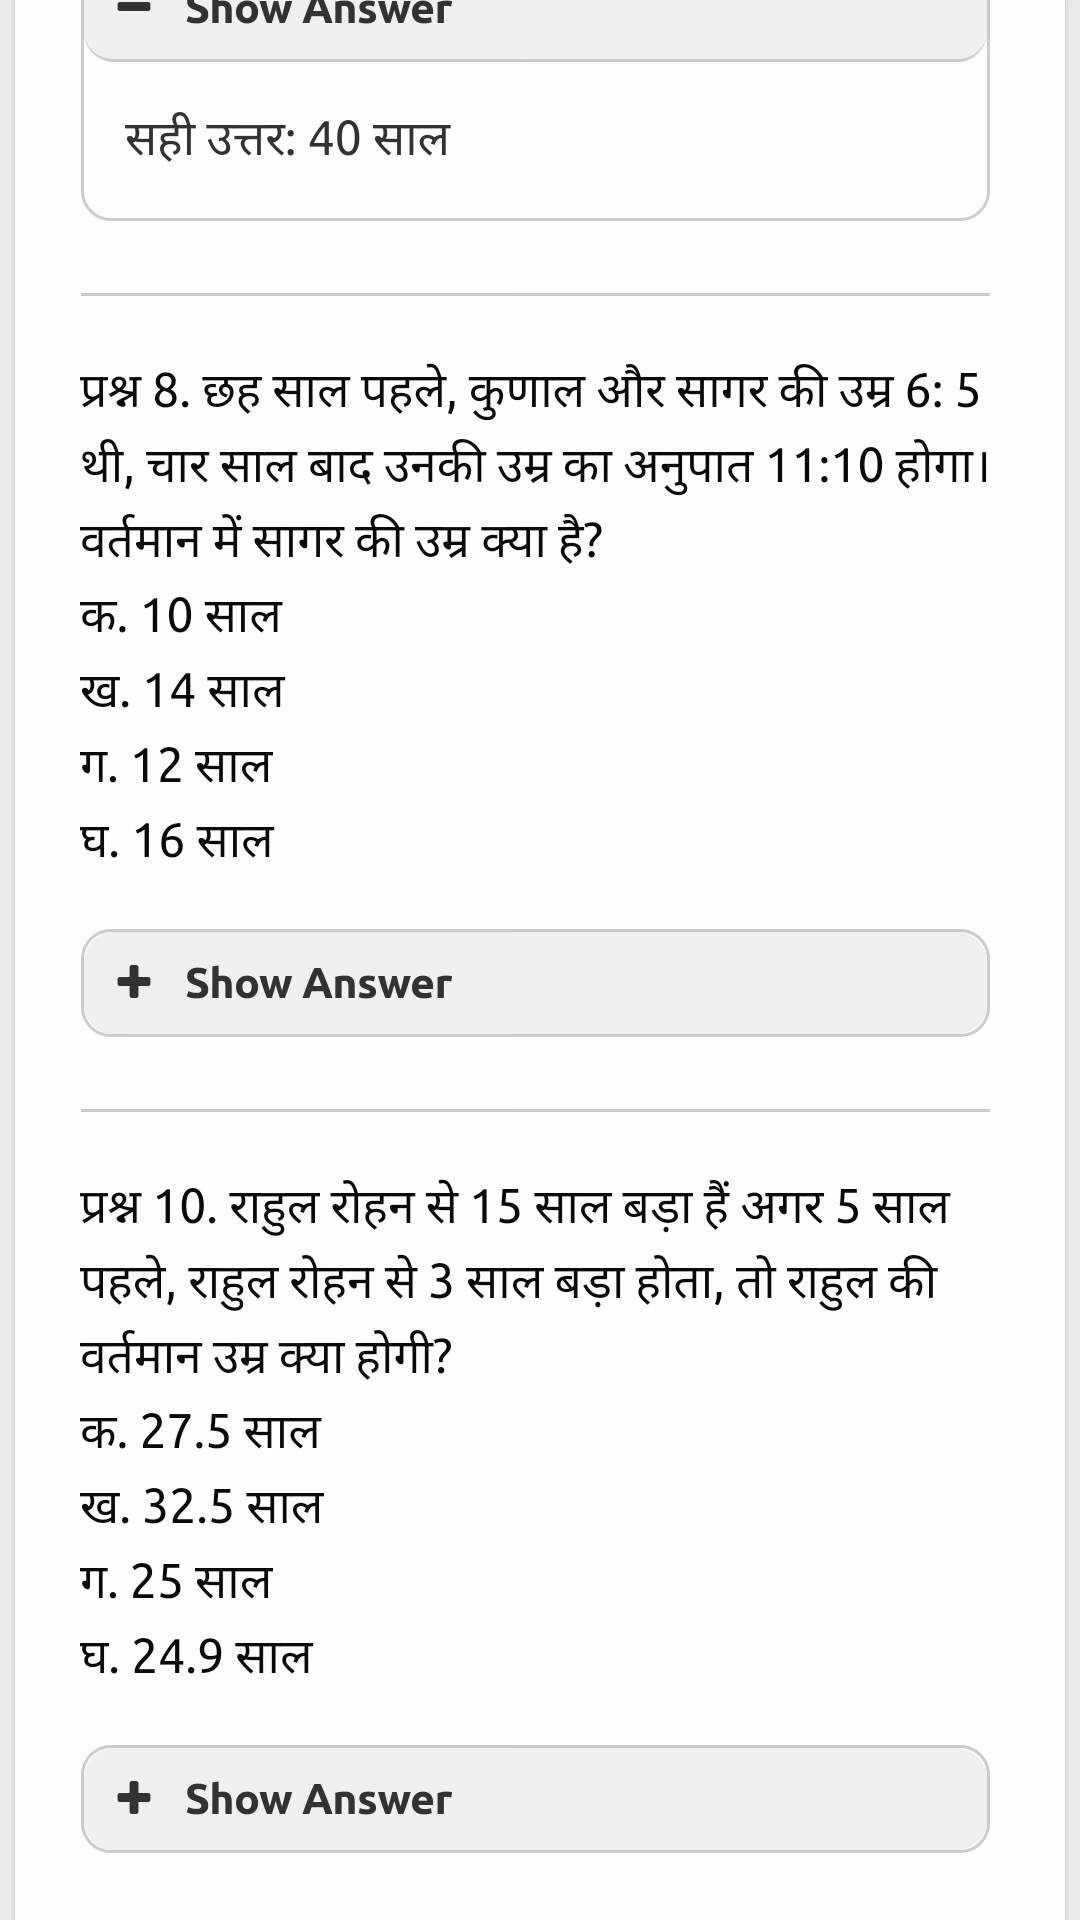 Show Answer
सही उत्तर: 40 साल
प्रश्न 8. छह साल पहले, कुणाल और सागर की उम्र 6: 5
थी, चार साल बाद उनकी उम्र का अनुपात 11:10 होगा।
वर्तमान में सागर की उम्र क्या है?
क. 10 साल
ख. 14 साल
ग. 12 साल
घ. 16 साल
Show Answer
प्रश्न 10. राहुल रोहन से 15 साल बड़ा हैं अगर 5 साल
पहले, राहुल रोहन से 3 साल बड़ा होता, तो राहुल की
वर्तमान उम्र क्या होगी?
क. 27.5 साल
ख. 32.5 साल
ग. 25 साल
घ. 24.9 साल
Show Answer